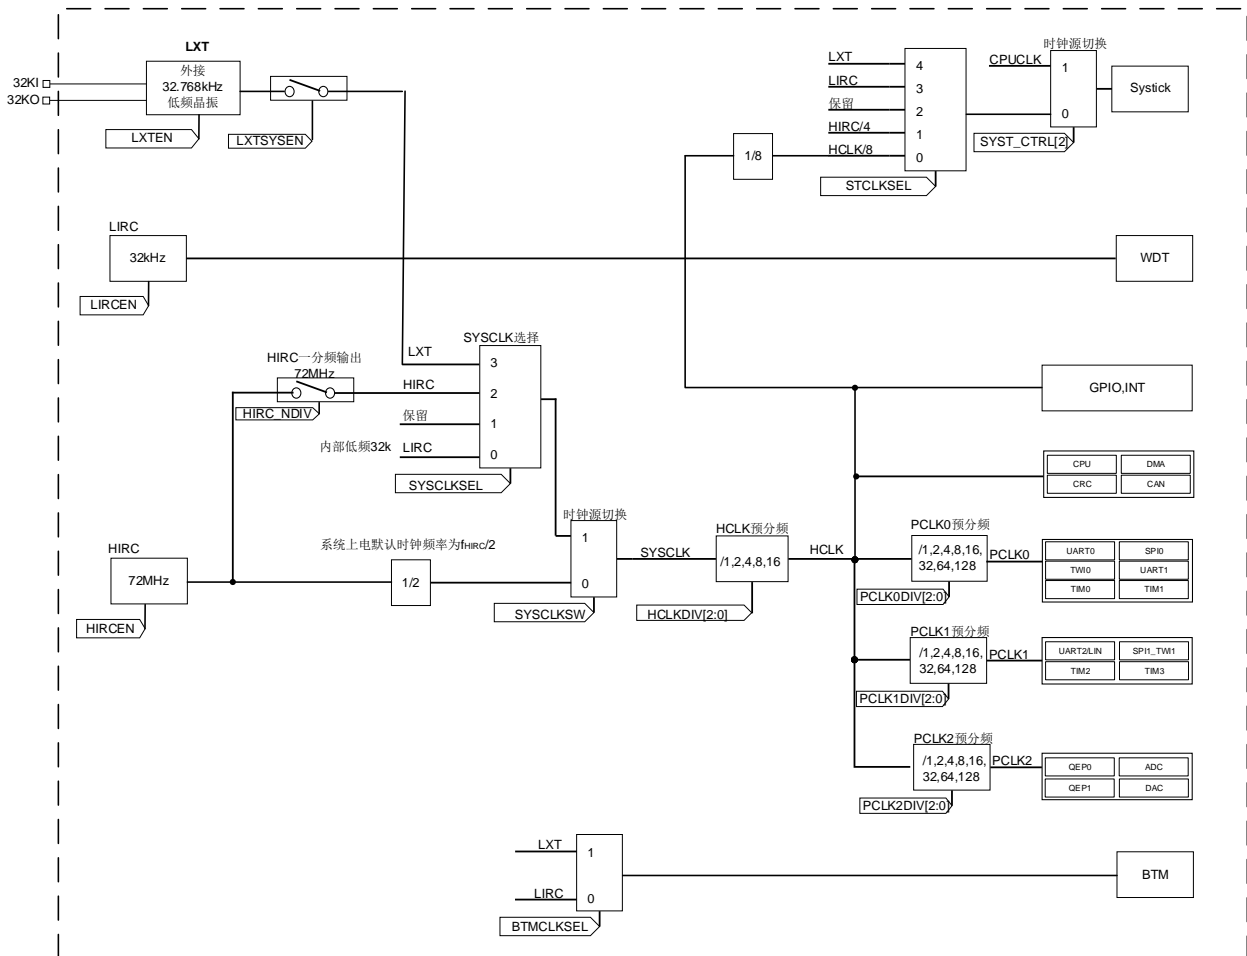 LXT
外接
32.768kHz
低频晶振
32KI
32KO
LXTEN
LXTSYSEN
LXT
LIRC
保留
HIRC/4
HCLK/8
4
3
2
1
0
STCLKSEL
1/8
时钟源切换
CPUCLK
1
0
SYST_CTRL[2]
Systick
LIRC
32kHz
LIRCEN
WDT
SYSCLK选择
HIRC一分频输出
72MHz
HIRC_NDIV
LXT
HIRC
保留
内部低频32k
LIRC
3
2
1
0
SYSCLKSEL
GPIO,INT
CPU
DMA
CRC
CAN
HIRC
72MHz
HIRCEN
系统上电默认时钟频率为fHIRC/2
1/2
时钟源切换
1
0
SYSCLKSW
SYSCLK
HCLK预分频
/1,2,4,8,16
HCLKDIV[2:0]
HCLK
PCLK0预分频
/1,2,4,8,16,
32,64,128
PCLK0DIV[2:0]
PCLK0
UART0
SPI0
TWI0
UART1
TIM0
TIM1
PCLK1预分频
/1,2,4,8,16,
32,64,128
PCLK1DIV[2:0]
PCLK1
UART2/LIN
SPI1_TWI1
TIM2
TIM3
PCLK2预分频
/1,2,4,8,16,
32,64,128
PCLK2DIV[2:0]
PCLK2
QEP0
ADC
QEP1
DAC
LXT
LIRC
1
0
BTMCLKSEL
BTM